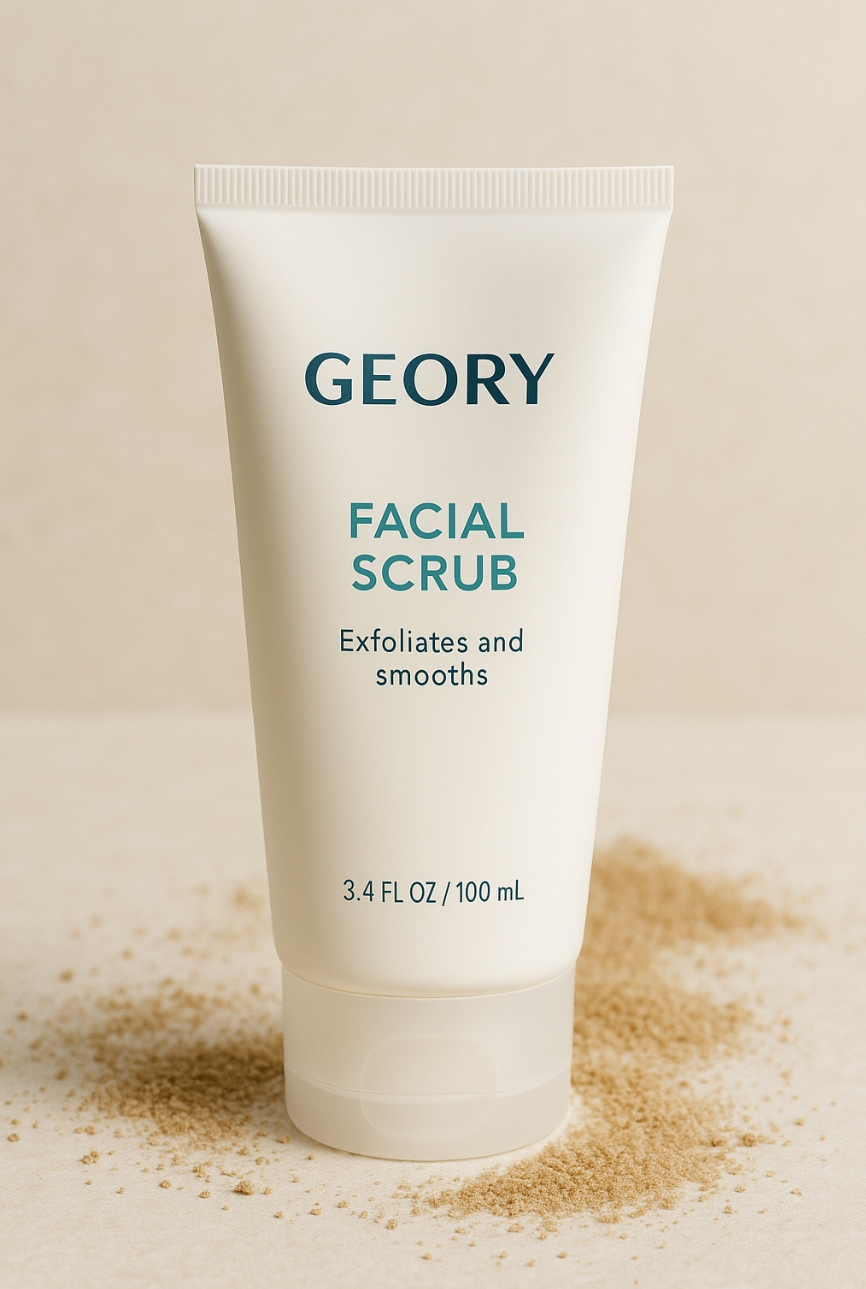 GEORY
FACIAL
SCRUB
Exfoliates and
smooths
3.4 FL OZ / 100 mL